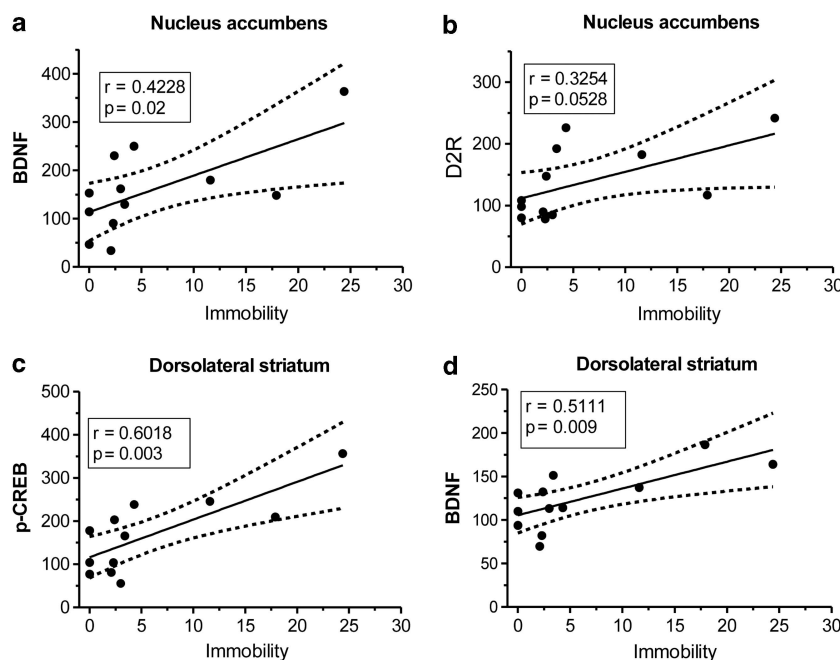 a
Nucleus accumbens
400
300
200
100
0
BDNF
r = 0.4228
p= 0.02
0 5 10 15 20 25 30
Immobility
b
Nucleus accumbens
300
200
100
0
D2R
r = 0.3254
p = 0.0528
0 5 10 15 20 25 30
Immobility
c
Dorsolateral striatum
500
400
300
200
100
0
p-CREB
r = 0.6018
p= 0.003
0 5 10 15 20 25 30
Immobility
d
Dorsolateral striatum
250
200
150
100
50
0
BDNF
r = 0.5111
p = 0.009
0 5 10 15 20 25 30
Immobility